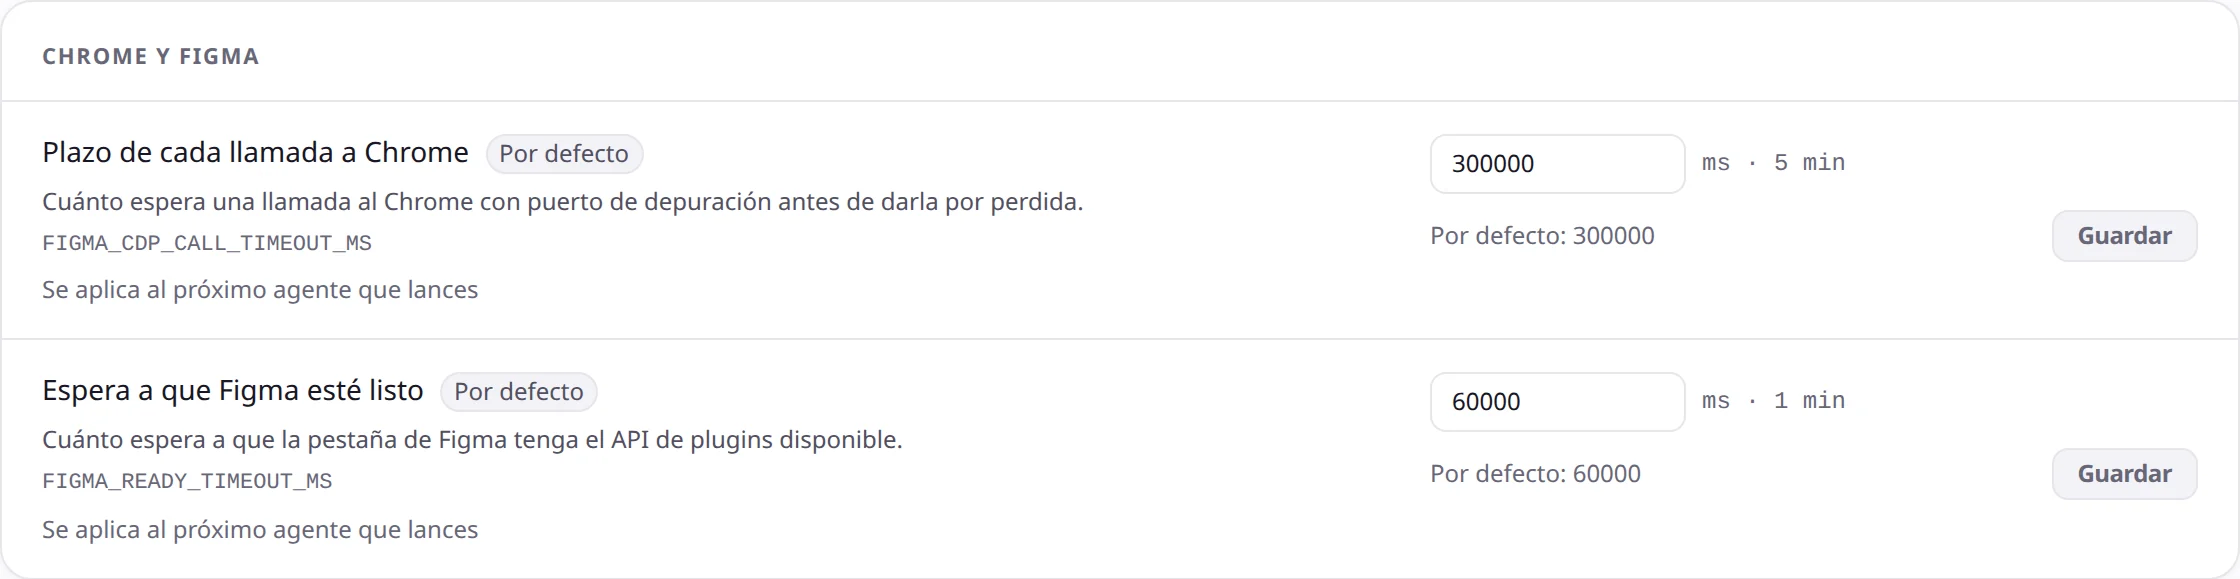 CHROME Y FIGMA
Plazo de cada llamada a Chrome Por defecto
Cuánto espera una llamada al Chrome con puerto de depuración antes de darla por perdida.
FIGMA_CDP_CALL_TIMEOUT_MS
Se aplica al próximo agente que lances
300000 ms · 5 min
Por defecto: 300000
Guardar
Espera a que Figma esté listo Por defecto
Cuánto espera a que la pestaña de Figma tenga el API de plugins disponible.
FIGMA_READY_TIMEOUT_MS
Se aplica al próximo agente que lances
60000 ms · 1 min
Por defecto: 60000
Guardar